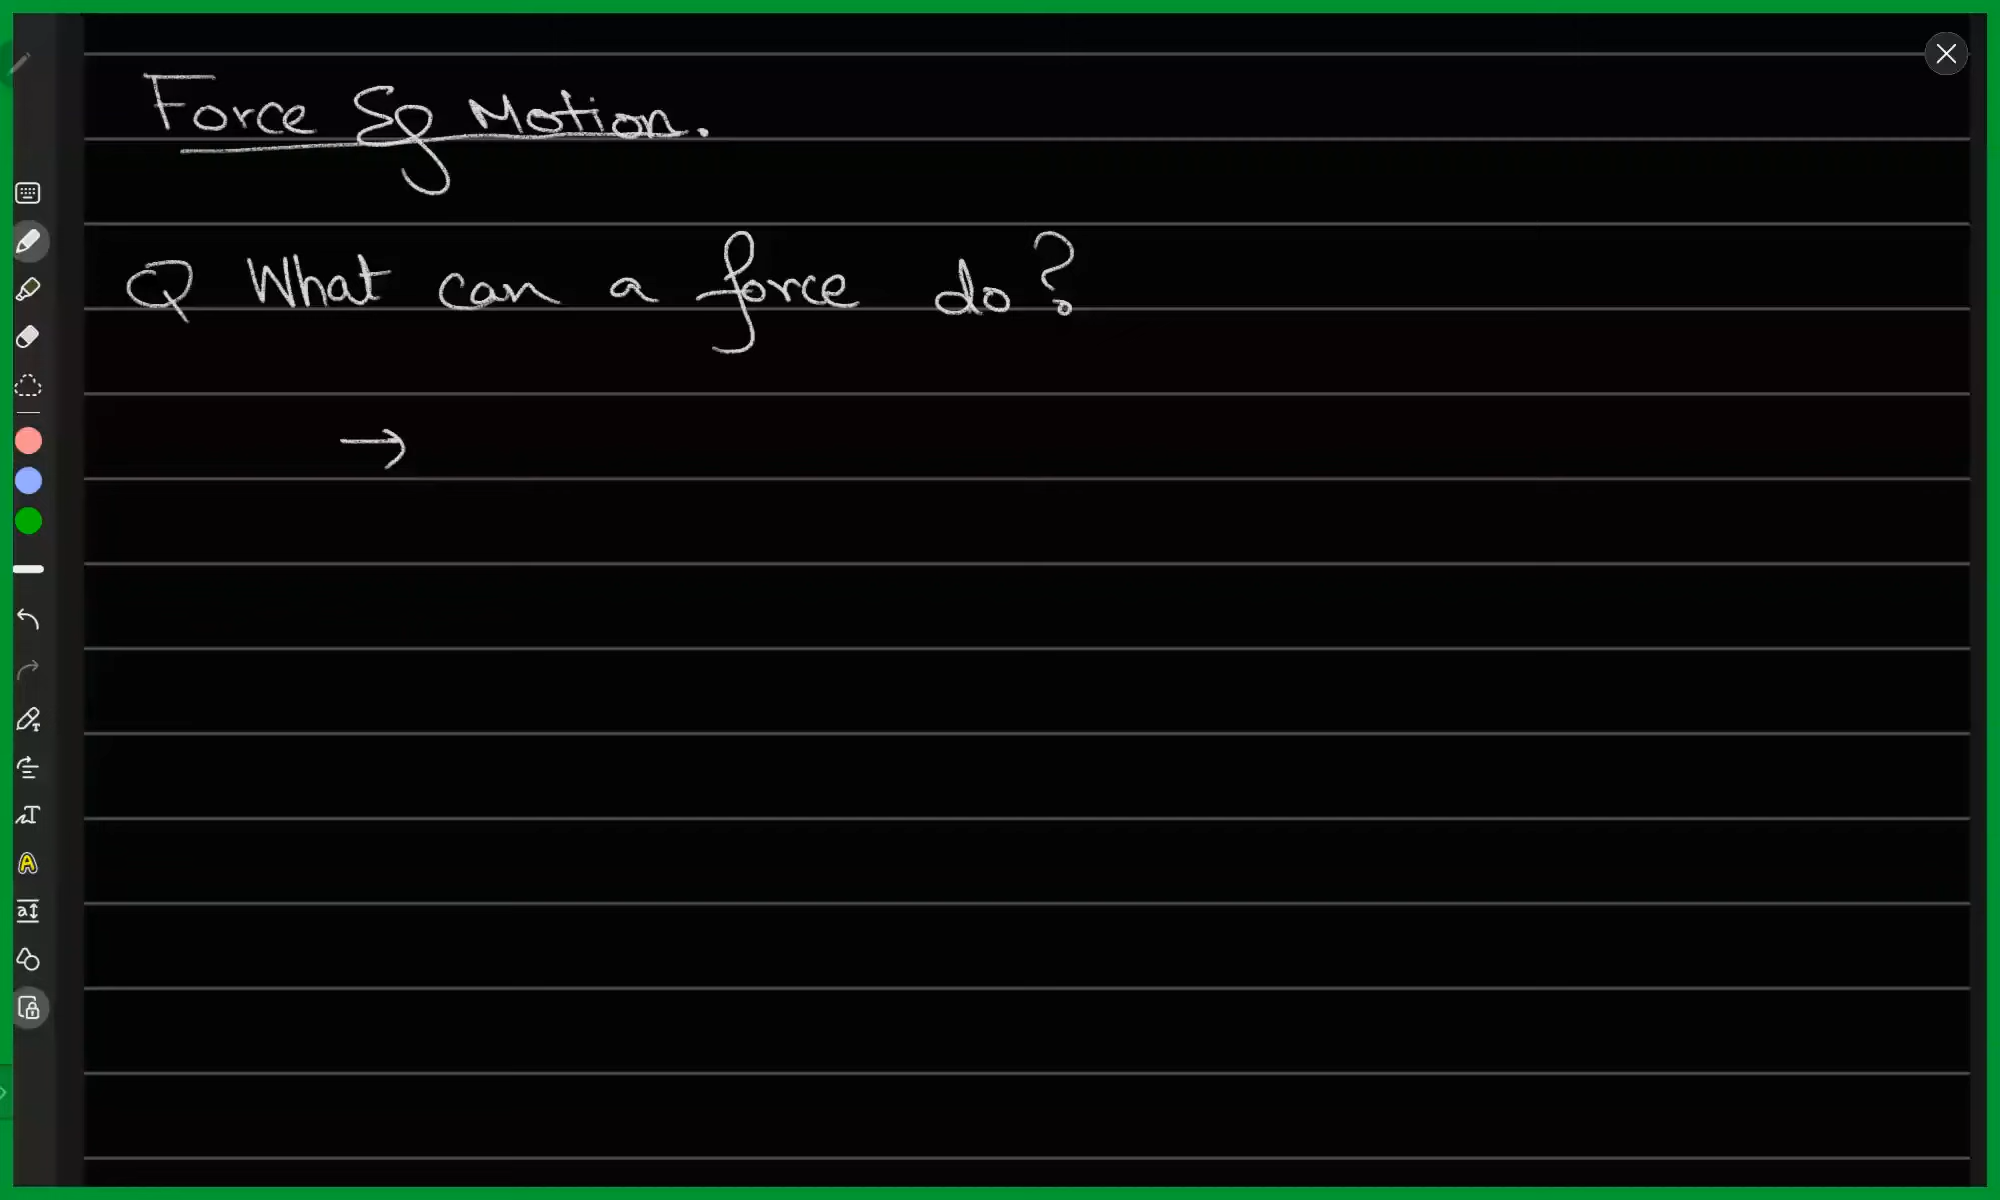 Force & Motion.
Q What can a force do?
→